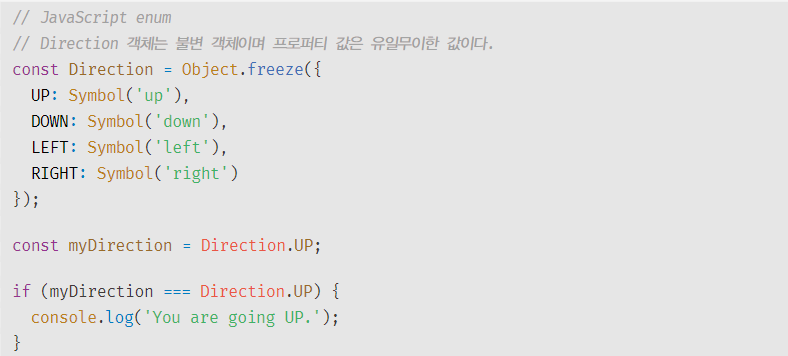 // JavaScript enum
// Direction 객체는 불변 객체이며 프로퍼티 값은 유일무이한 값이다.
const Direction = Object.freeze({
  UP: Symbol('up'),
  DOWN: Symbol('down'),
  LEFT: Symbol('left'),
  RIGHT: Symbol('right')
});

const myDirection = Direction.UP;

if (myDirection === Direction.UP) {
  console.log('You are going UP.');
}